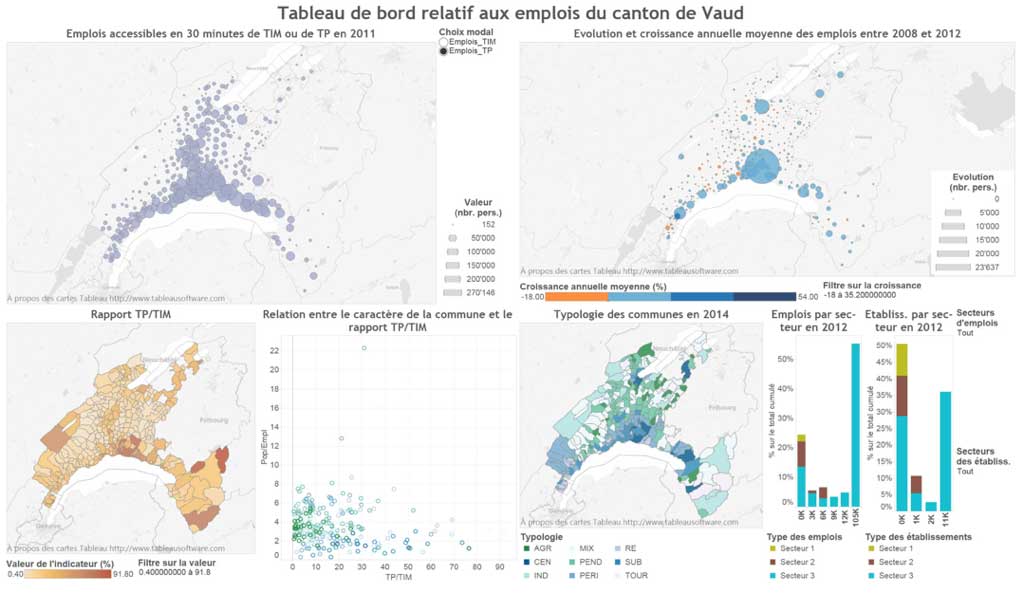 Tableau de bord relatif aux emplois du canton de Vaud
Emplois accessibles en 30 minutes de TIM ou de TP en 2011
Choix modal
Emplois_TIM
Emplois_TP
Neuchâtel
Fribourg
Valeur
(nbr. pers.)
152
50'000
100'000
150'000
200'000
270'146
À propos des cartes Tableau http://www.tableausoftware.com
Evolution et croissance annuelle moyenne des emplois entre 2008 et 2012
Neuchâtel
Fribourg
Evolution
(nbr. pers.)
0
5'000
10'000
15'000
20'000
23'637
À propos des cartes Tableau http://www.tableausoftware.com
Croissance annuelle moyenne (%)
-18.00
54.00
Filtre sur la croissance
-18 à 35.200000000
Rapport TP/TIM
Neuchâtel
Fribourg
Genève
À propos des cartes Tableau http://www.tableausoftware.com
Valeur de l'indicateur (%)
0.40
91.80
Filtre sur la valeur
0.400000000 à 91.8
Relation entre le caractère de la commune et le
rapport TP/TIM
Pop/Empl
22
20
18
16
14
12
10
8
6
4
2
0
0 10 20 30 40 50 60 70 80 90
TP/TIM
Typologie des communes en 2014
Neuchâtel
Fribourg
Genève
À propos des cartes Tableau http://www.tableausoftware.com
Typologie
AGR MIX RE
CEN PEND SUB
IND PERI TOUR
Emplois par sec-
teur en 2012
% sur le total cumulé
50%
40%
30%
20%
10%
0%
0K 3K 6K 9K 12K 105K
Type des emplois
Secteur 1
Secteur 2
Secteur 3
Etabliss. par sec-
teur en 2012
% sur le total cumulé
50%
45%
40%
35%
30%
25%
20%
15%
10%
5%
0%
0K 1K 2K 11K
Type des établissements
Secteur 1
Secteur 2
Secteur 3
Secteurs
d'emplois
Tout
Secteurs
des établiss.
Tout